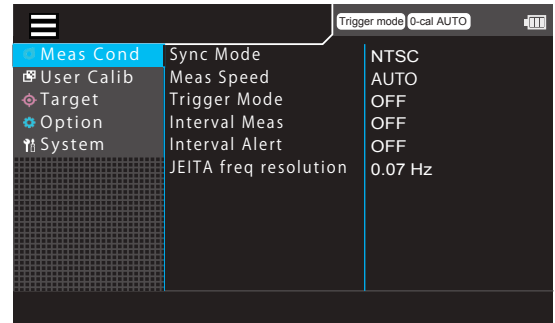 Trigger mode 0-cal AUTO
Meas Cond Sync Mode NTSC
User Calib Meas Speed AUTO
Target Trigger Mode OFF
Option Interval Meas OFF
System Interval Alert OFF
JEITA freq resolution 0.07 Hz